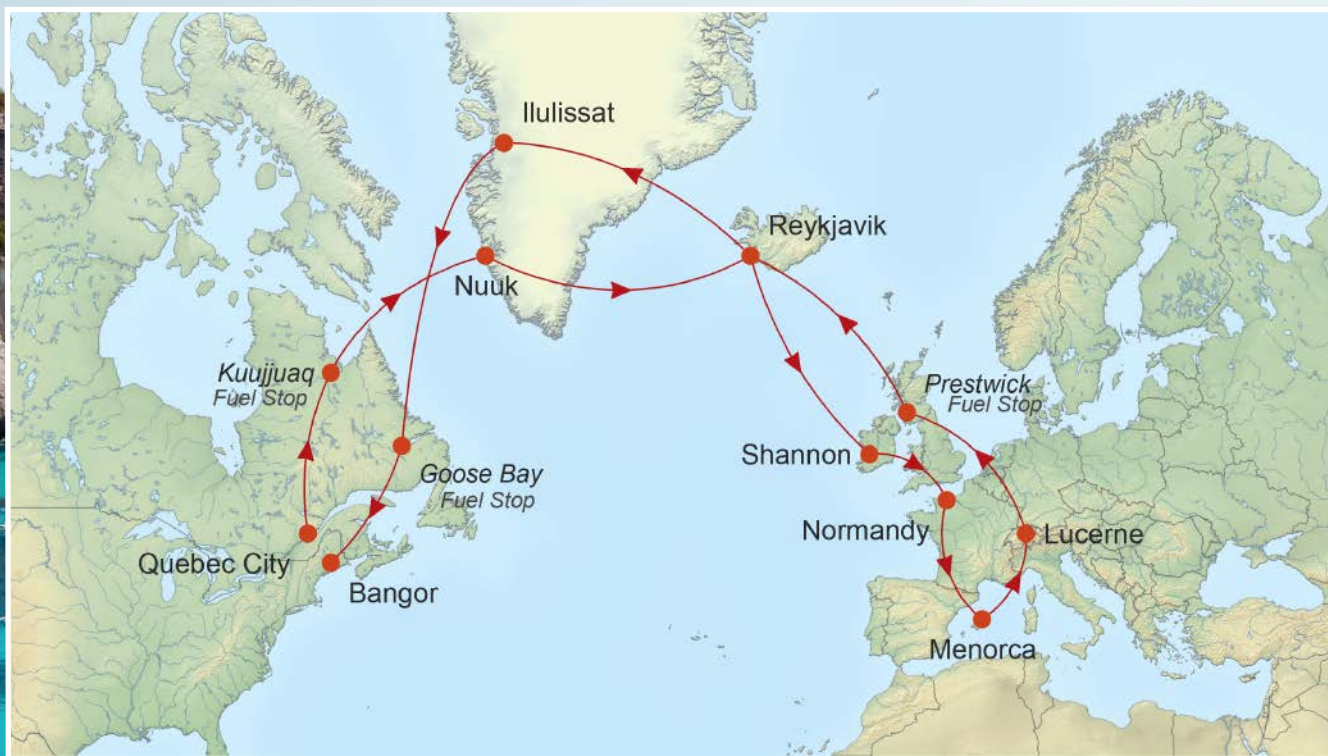 Ilulissat
Reykjavik
Nuuk
Kuujjuaq
Fuel Stop
Prestwick
Fuel Stop
Shannon
Goose Bay
Fuel Stop
Normandy
Lucerne
Quebec City
Bangor
Menorca